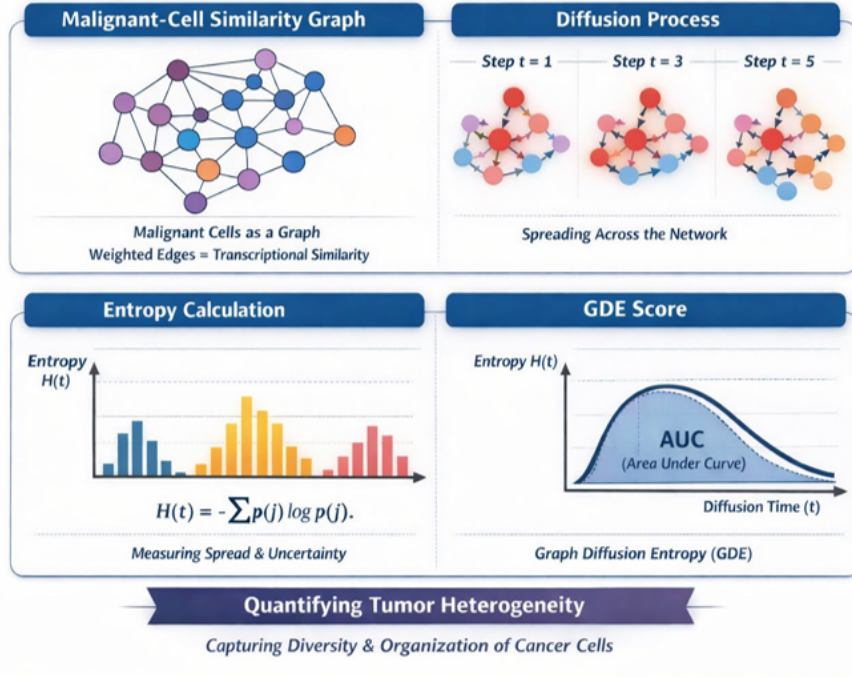 Malignant-Cell Similarity Graph
Malignant Cells as a Graph
Weighted Edges = Transcriptional Similarity
Diffusion Process
Step t = 1
Step t = 3
Step t = 5
Spreading Across the Network
Entropy Calculation
Entropy
H(t)
H(t) = -∑p(j) log p(j).
Measuring Spread & Uncertainty
GDE Score
Entropy H(t)
AUC
(Area Under Curve)
Diffusion Time (t)
Graph Diffusion Entropy (GDE)
Quantifying Tumor Heterogeneity
Capturing Diversity & Organization of Cancer Cells